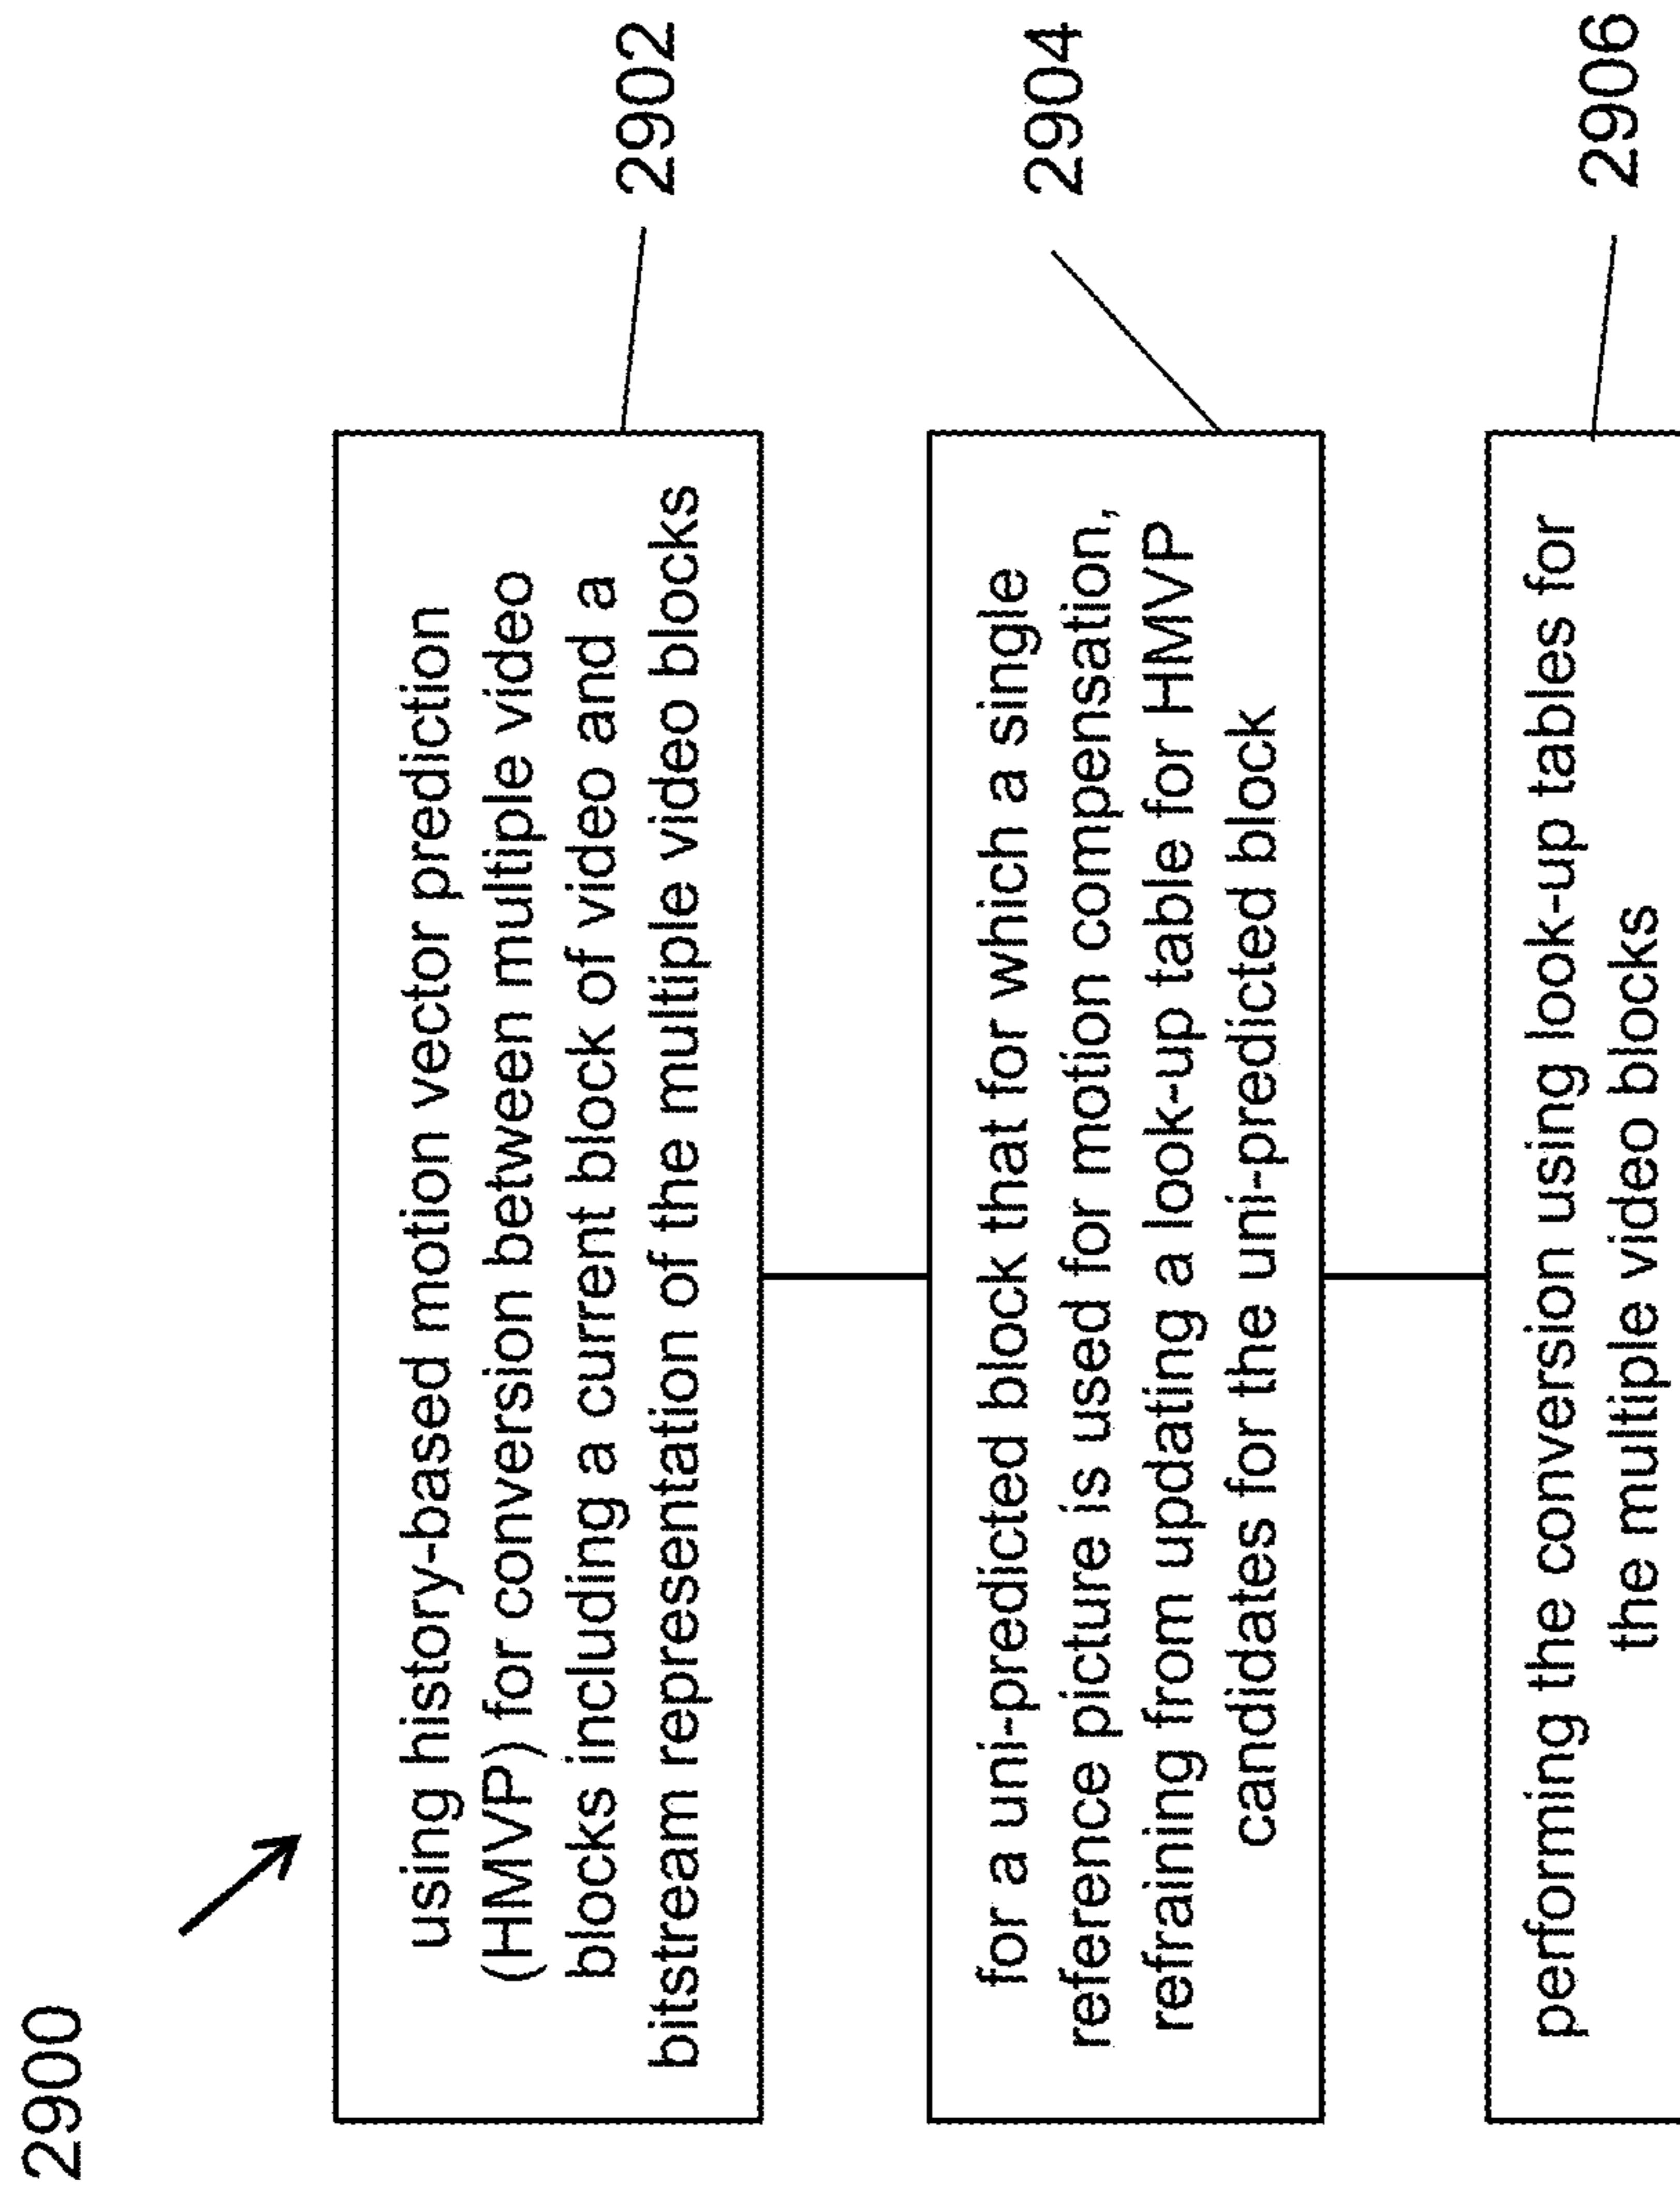 2900
using history-based motion vector prediction
(HMVP) for conversion between multiple video
blocks including a current block of video and a
bitstream representation of the multiple video blocks
2902
for a uni-predicted block that for which a single
reference picture is used for motion compensation,
refraining from updating a look-up table for HMVP
candidates for the uni-predicted block
2904
performing the conversion using look-up tables for
the multiple video blocks
2906